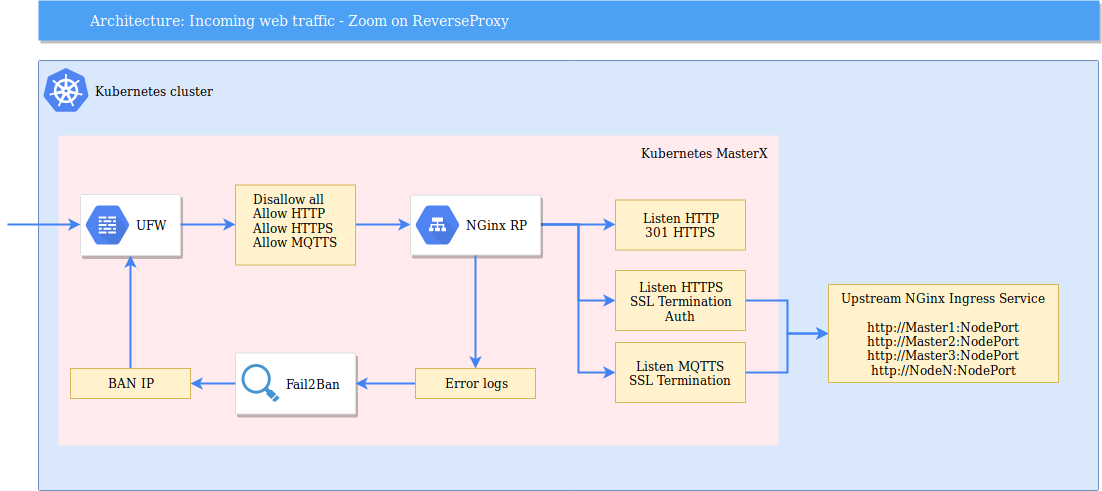 Architecture: Incoming web traffic - Zoom on ReverseProxy
Kubernetes cluster
Kubernetes MasterX
UFW
Disallow all
Allow HTTP
Allow HTTPS
Allow MQTTS
NGinx RP
Listen HTTP
301 HTTPS
Listen HTTPS
SSL Termination
Auth
Listen MQTTS
SSL Termination
Upstream NGinx Ingress Service
http://Master1:NodePort
http://Master2:NodePort
http://Master3:NodePort
http://NodeN:NodePort
BAN IP
Fail2Ban
Error logs